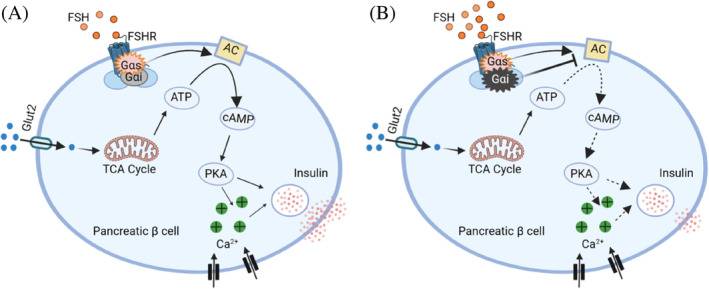 (A)
FSH
FSHR
AC
Gαs
Gαi
ATP
Glut2
cAMP
TCA Cycle
PKA
Insulin
Pancreatic β cell
Ca²⁺
(B)
FSH
FSHR
AC
Gαs
Gαi
ATP
Glut2
cAMP
TCA Cycle
PKA
Insulin
Pancreatic β cell
Ca²⁺